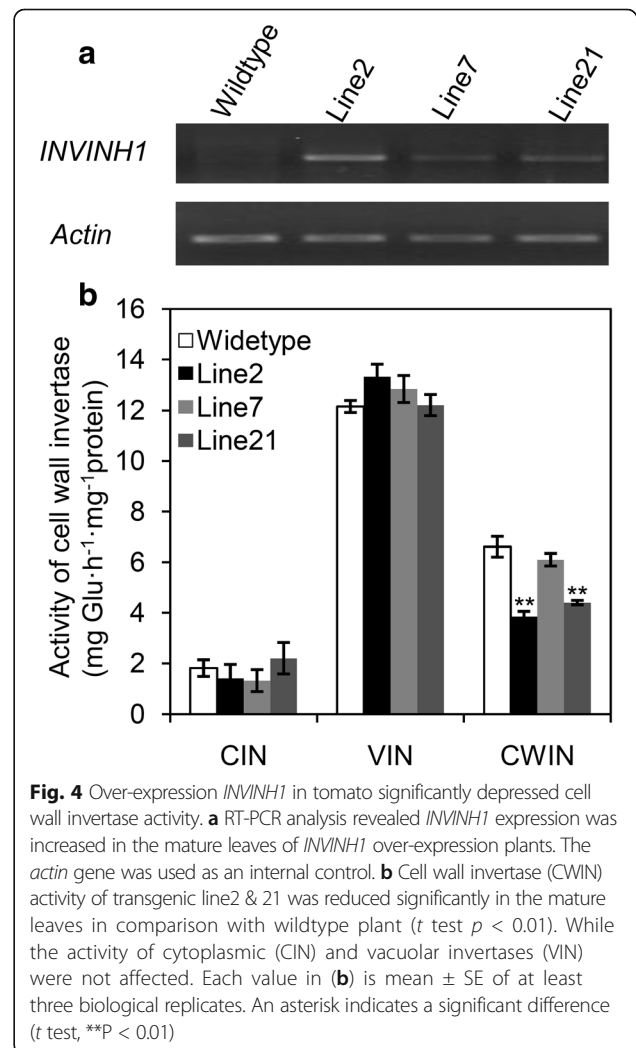 a
Wildtype Line2 Line7 Line21
INVINH1
Actin
b
16
14
12
10
8
6
4
2
0
Activity of cell wall invertase
(mg Glu·h⁻¹·mg⁻¹protein)
Widetype
Line2
Line7
Line21
** **
CIN VIN CWIN
Fig. 4 Over-expression INVINH1 in tomato significantly depressed cell
wall invertase activity. a RT-PCR analysis revealed INVINH1 expression was
increased in the mature leaves of INVINH1 over-expression plants. The
actin gene was used as an internal control. b Cell wall invertase (CWIN)
activity of transgenic line2 & 21 was reduced significantly in the mature
leaves in comparison with wildtype plant (t test p < 0.01). While
the activity of cytoplasmic (CIN) and vacuolar invertases (VIN)
were not affected. Each value in (b) is mean ± SE of at least
three biological replicates. An asterisk indicates a significant difference
(t test, **P < 0.01)